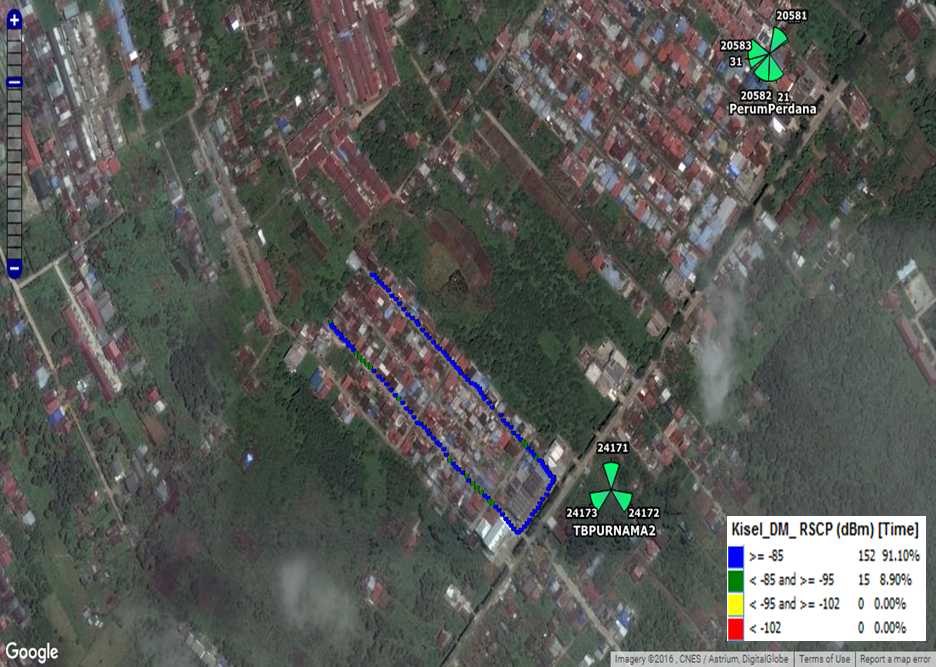 20581
20583
31
20582 21
PerumPerdana
24171
24173 24172
TBPURNAMA2
Kisel_DM_ RSCP (dBm) [Time]
>= -85 152 91.10%
< -85 and >= -95 15 8.90%
< -95 and >= -102 0 0.00%
< -102 0 0.00%
Google
Imagery ©2016 , CNES / Astrium, DigitalGlobe Terms of Use Report a map error